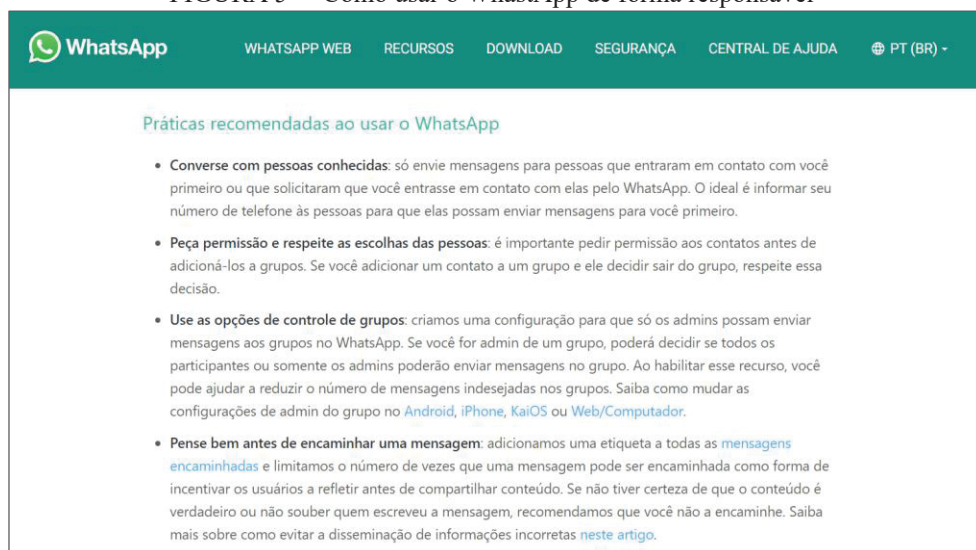 FIGURA 3 – Como usar o WhastApp de forma responsável
WhatsApp WHATSAPP WEB RECURSOS DOWNLOAD SEGURANÇA CENTRAL DE AJUDA PT (BR)
Práticas recomendadas ao usar o WhatsApp
• Converse com pessoas conhecidas: só envie mensagens para pessoas que entraram em contato com você
primeiro ou que solicitaram que você entrasse em contato com elas pelo WhatsApp. O ideal é informar seu
número de telefone às pessoas para que elas possam enviar mensagens para você primeiro.
• Peça permissão e respeite as escolhas das pessoas: é importante pedir permissão aos contatos antes de
adicioná-los a grupos. Se você adicionar um contato a um grupo e ele decidir sair do grupo, respeite essa
decisão.
• Use as opções de controle de grupos: criamos uma configuração para que só os admins possam enviar
mensagens aos grupos no WhatsApp. Se você for admin de um grupo, poderá decidir se todos os
participantes ou somente os admins poderão enviar mensagens no grupo. Ao habilitar esse recurso, você
pode ajudar a reduzir o número de mensagens indesejadas nos grupos. Saiba como mudar as
configurações de admin do grupo no Android, iPhone, KaiOS ou Web/Computador.
• Pense bem antes de encaminhar uma mensagem: adicionamos uma etiqueta a todas as mensagens
encaminhadas e limitamos o número de vezes que uma mensagem pode ser encaminhada como forma de
incentivar os usuários a refletir antes de compartilhar conteúdo. Se não tiver certeza de que o conteúdo é
verdadeiro ou não souber quem escreveu a mensagem, recomendamos que você não a encaminhe. Saiba
mais sobre como evitar a disseminação de informações incorretas neste artigo.